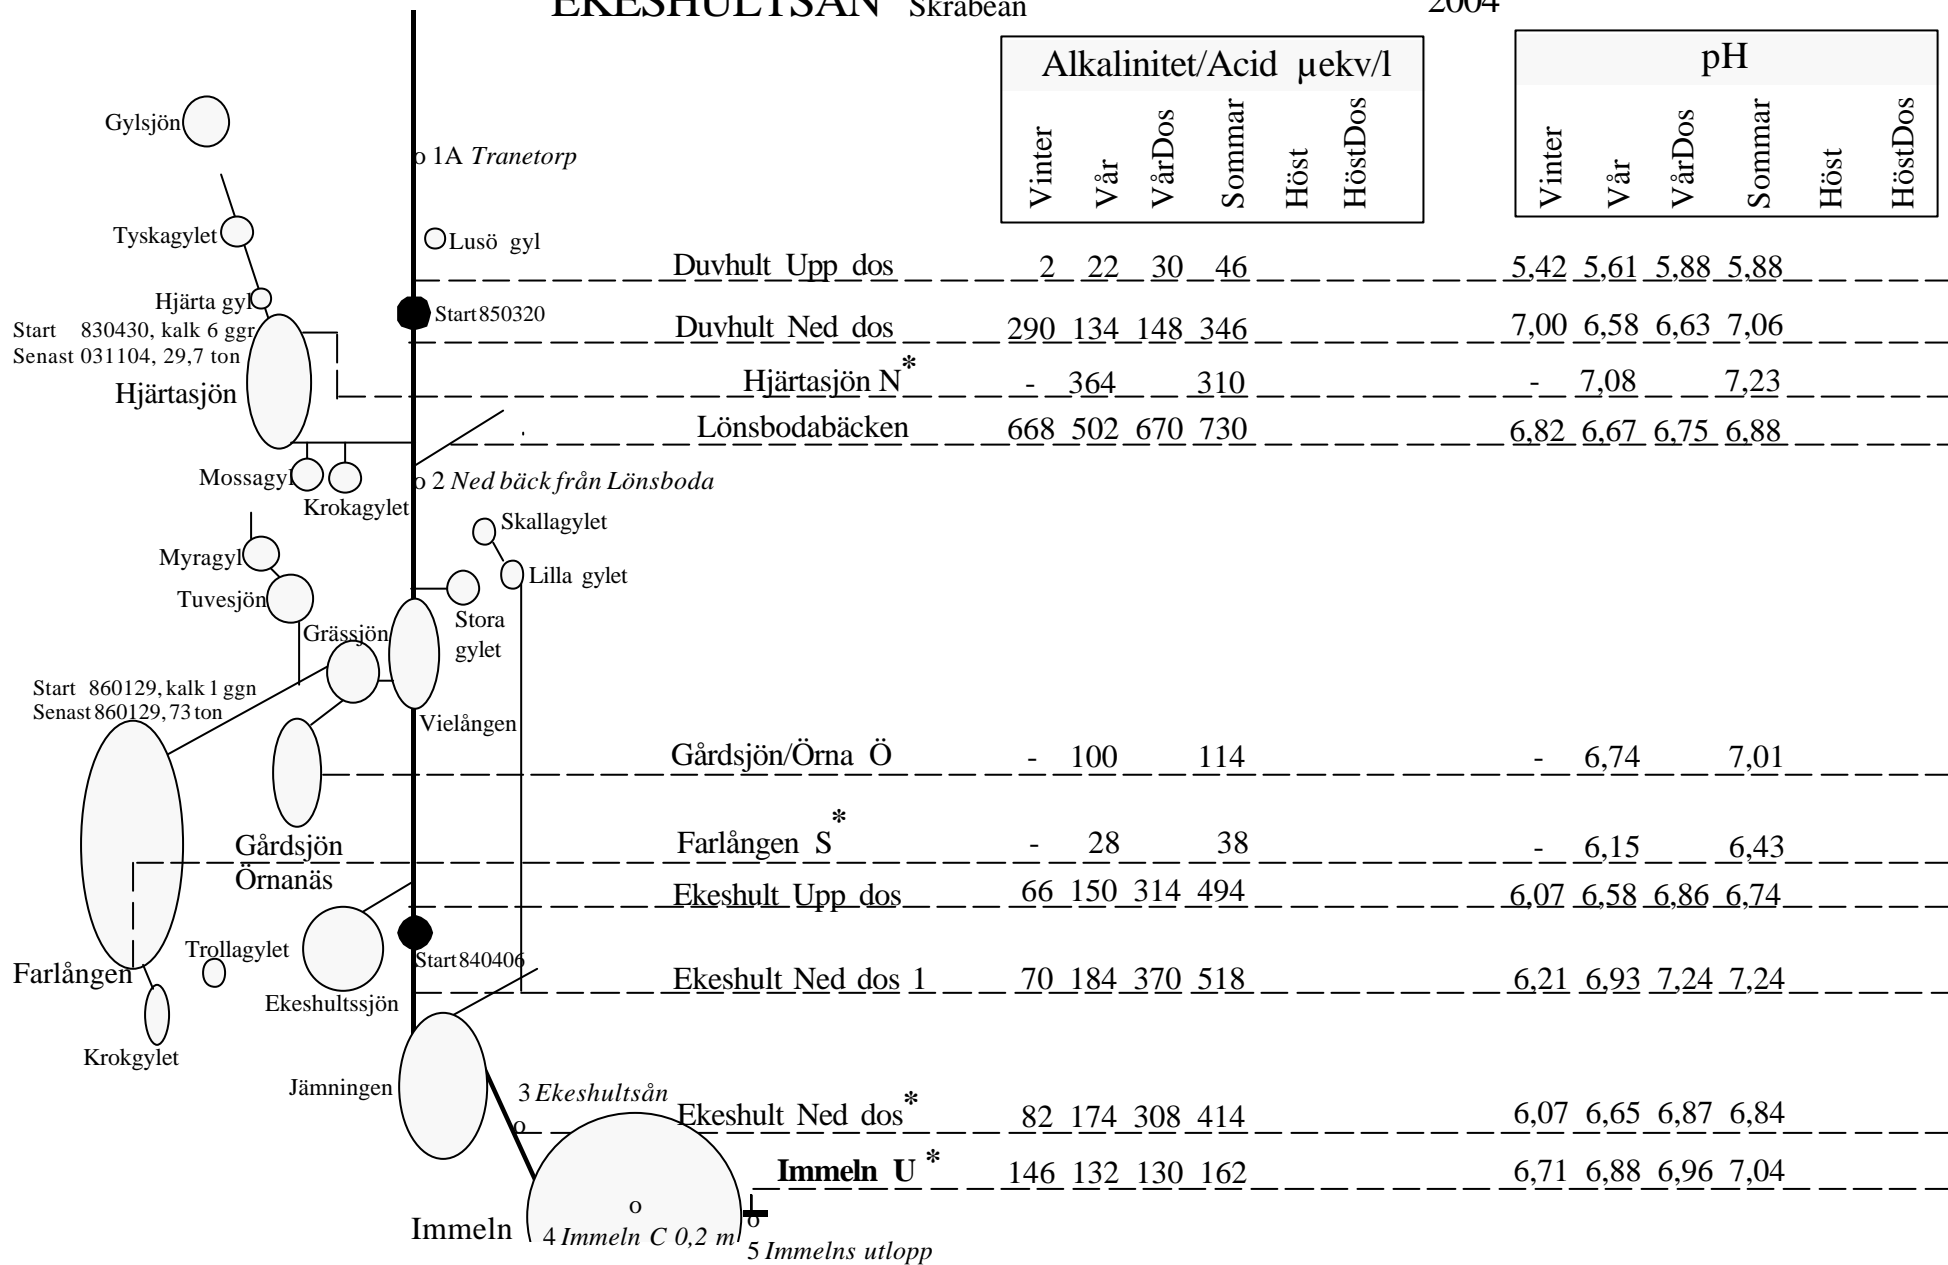 EKESHULTSÅN Skräbeån 2004
Alkalinitet/Acid µekv/l pH
Vinter Vår VårDos Sommar Höst HöstDos Vinter Vår VårDos Sommar Höst HöstDos
Gylsjön
o 1A Tranetorp
Tyskagylet
Lusö gyl
Duvhult Upp dos 2 22 30 46 5,42 5,61 5,88 5,88
Hjärta gyl
Start 850320
Start 830430, kalk 6 ggr
Senast 031104, 29,7 ton
Duvhult Ned dos 290 134 148 346 7,00 6,58 6,63 7,06
Hjärtasjön
Hjärtasjön N* - 364 310 - 7,08 7,23
Lönsbodabäcken 668 502 670 730 6,82 6,67 6,75 6,88
Mossagyl
o 2 Ned bäck från Lönsboda
Krokagylet
Skallagylet
Myragyl
Lilla gylet
Tuvesjön
Stora
gylet
Grässjön
Start 860129, kalk 1 ggn
Senast 860129, 73 ton
Vielången
Gårdsjön/Örna Ö - 100 114 - 6,74 7,01
Gårdsjön
Örnanäs
Farlången S* - 28 38 - 6,15 6,43
Ekeshult Upp dos 66 150 314 494 6,07 6,58 6,86 6,74
Trollagylet
Start 840406
Farlången
Ekeshult Ned dos 1 70 184 370 518 6,21 6,93 7,24 7,24
Ekeshultssjön
Krokgylet
Jämningen
3 Ekeshultsån
o
Ekeshult Ned dos* 82 174 308 414 6,07 6,65 6,87 6,84
Immeln U * 146 132 130 162 6,71 6,88 6,96 7,04
o
o
Immeln
4 Immeln C 0,2 m
5 Immelns utlopp